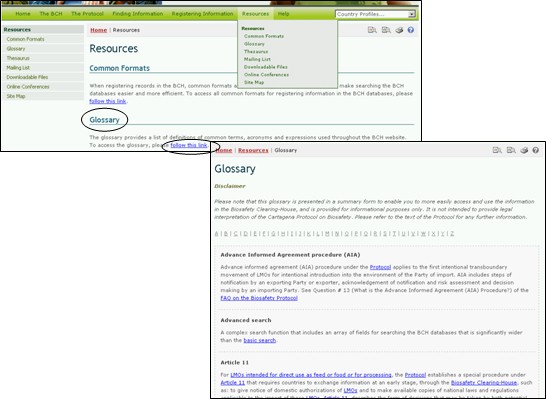 Home | The BCH | The Protocol | Finding Information | Registering Information | Resources | Help
Country Profiles...
Resources
Common Formats
Glossary
Thesaurus
Mailing List
Downloadable Files
Online Conferences
Site Map
Home | Resources
Resources
Common Formats
Glossary
Thesaurus
Mailing List
Downloadable Files
Online Conferences
Site Map
Resources
Common Formats
When registering records in the BCH, common formats a
make searching the BCH
databases easier and more efficient. To access all common formats for registering information in the BCH databases, please
follow this link.
Glossary
The glossary provides a list of definitions of common terms, acronyms and expressions used throughout the BCH website.
To access the glossary, please follow this link.
Home | Resources | Glossary
Glossary
Disclaimer
Please note that this glossary is presented in a summary form to enable you to more easily access and use the information
in the Biosafety Clearing-House, and is provided for informational purposes only. It is not intended to provide legal
interpretation of the Cartagena Protocol on Biosafety. Please refer to the text of the Protocol for any further information.
A | B | C | D | E | F | G | H | I | J | K | L | M | N | O | P | Q | R | S | T | U | V | W | X | Y | Z
Advance Informed Agreement procedure (AIA)
Advance informed agreement (AIA) procedure under the Protocol applies to the first intentional transboundary
movement of LMOs for intentional introduction into the environment of the Party of import. AIA includes steps of
notification by an exporting Party or exporter, acknowledgement of notification and risk assessment and decision
making by an importing Party. See Question # 13 (What is the Advance Informed Agreement (AIA) Procedure?) of the
FAQ on the Biosafety Protocol
Advanced search
A complex search function that includes an array of fields for searching the BCH databases that is significantly wider
than the basic search.
Article 11
For LMOs intended for direct use as feed or food or for processing, the Protocol establishes a special procedure under
Article 11 that requires countries to exchange information at an early stage, through the Biosafety Clearing-House, such
as: to give notice of domestic authorizations of LMOs and to make available copies of national laws and regulations